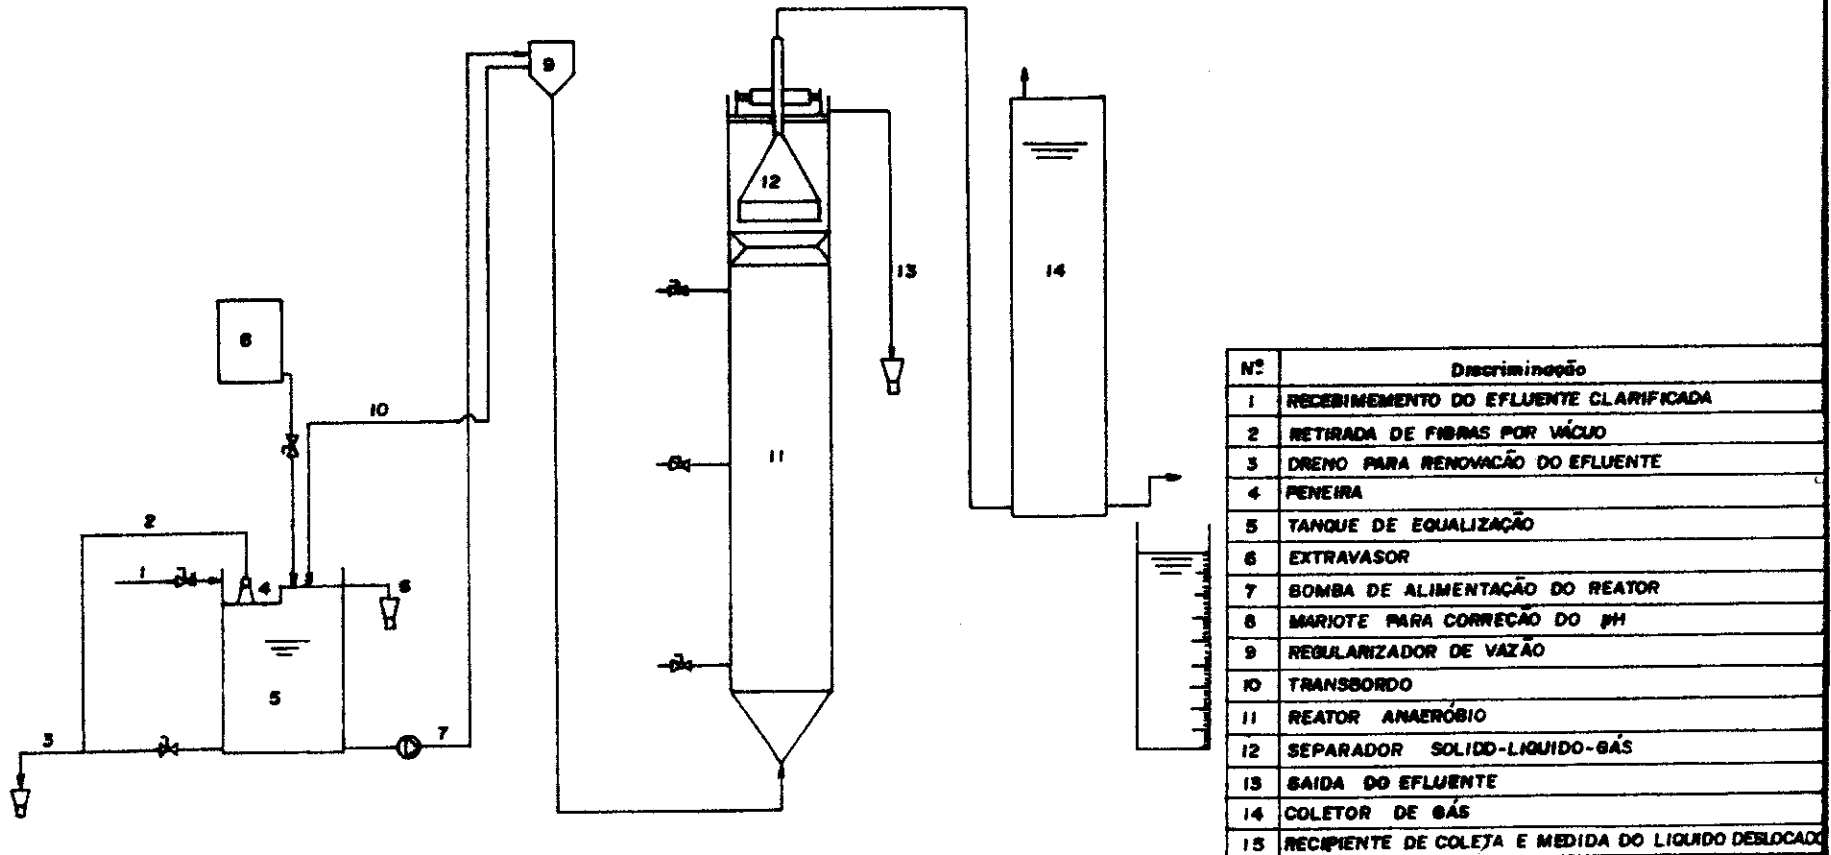 9
12
14
13
8
10
11
2
1
4
6
5
7
3
Nº Discriminação
1 RECEBIMEMENTO DO EFLUENTE CLARIFICADA
2 RETIRADA DE FIBRAS POR VÁCUO
3 DRENO PARA RENOVAÇÃO DO EFLUENTE
4 PENEIRA
5 TANQUE DE EQUALIZAÇÃO
6 EXTRAVASOR
7 BOMBA DE ALIMENTAÇÃO DO REATOR
8 MARIOTE PARA CORREÇÃO DO pH
9 REGULARIZADOR DE VAZÃO
10 TRANSBORDO
11 REATOR ANAERÓBIO
12 SEPARADOR SOLIDO-LIQUIDO-GÁS
13 SAIDA DO EFLUENTE
14 COLETOR DE GÁS
15 RECIPIENTE DE COLETA E MEDIDA DO LIQUIDO DESLOCADO